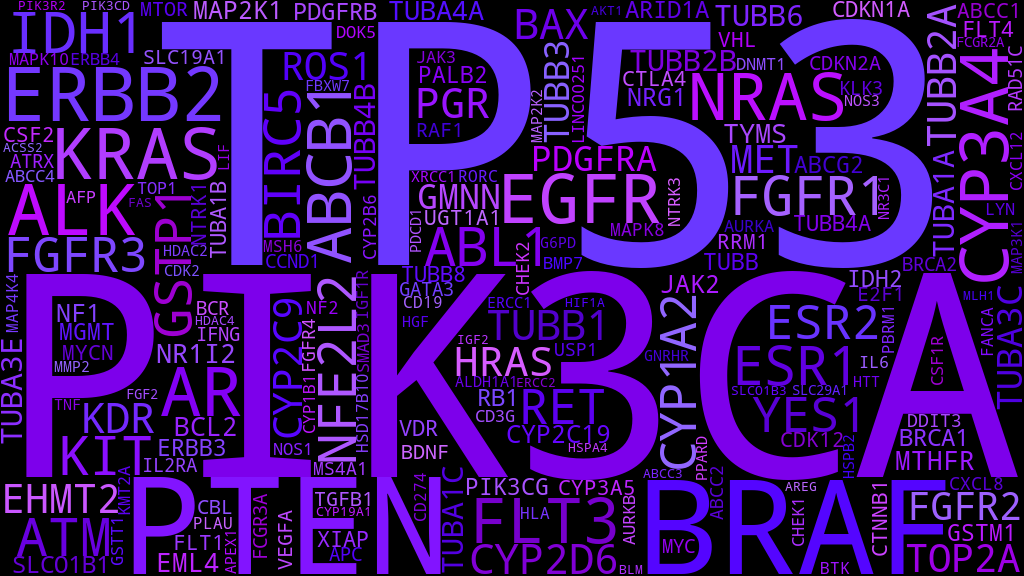 PIK3R2
PIK3CD
MTOR
MAP2K1
PDGFRB
TUBA4A
BAX
AKT1
ARID1A
TUBB6
CDKN1A
ABCC1
IDH1
TP53
DOK5
VHL
FLT4
FCGR2A
MAPK10
ERBB4
SLC19A1
ROS1
JAK3
TUBB3
TUBB2B
DNMT1
CDKN2A
TUBB2A
RAD51C
ERBB2
FBXW7
PALB2
CTLA4
KLK3
CYP3A4
BIRC5
ABCB1
TUBB4B
PGR
MAP2K2
LINC00251
NRG1
NRAS
NOS3
CSF2
KRAS
RAF1
TYMS
ACSS2
ATRX
LIF
PDGFRA
MET
ABCG2
CXCL12
ABCC4
XRCC1
RORC
TUBA1A
ALK
AFP
TOP1
FAS
NTRK1
TUBA1B
CYP2B6
GMNN
EGFR
NTRK3
FGFR1
NR3C1
LYN
GSTP1
PDCD1
UGT1A1
MAPK8
AURKA
TUBB4A
FGFR3
HDAC2
MSH6
ABL1
CHEK2
G6PD
RRM1
MAP3K1
CDK2
CCND1
BMP7
TUBB
BRCA2
MAP4K4
PIK3CA
TUBB8
JAK2
IDH2
IGF1R
GATA3
NF1
BCR
NF2
CD19
ERCC1
HIF1A
E2F1
MLH1
TUBA3C
MGMT
HDAC4
CYP2C9
NFE2L2
HGF
TUBB1
CYP1A2
ESR2
PBRM1
FANCA
TUBA3E
MYCN
IFNG
FGFR4
SMAD3
IGF2
USP1
GNRHR
MMP2
NR1I2
HRAS
ESR1
IL6
CSF1R
AR
CYP1B1
HSD17B10
ALDH1A1
ERCC2
SLCO1B3
SLC29A1
HTT
TNF
FGF2
RB1
RET
KDR
BCL2
CD3G
YES1
DDIT3
VDR
CYP2C19
CDK12
HSPB2
BRCA1
KIT
ERBB3
NOS1
BDNF
HSPA4
PPARD
MTHFR
IL2RA
MS4A1
KMT2A
CD274
TUBA1C
ABCC3
ABCC2
EHMT2
PTEN
TGFB1
PIK3CG
CYP3A5
BRAF
AREG
CTNNB1
CXCL8
CBL
FCGR3A
CYP19A1
FLT3
HLA
AURKB
CHEK1
FGFR2
ATM
GSTT1
PLAU
VEGFA
XIAP
GSTM1
FLT1
APEX1
APC
MYC
SLCO1B1
EML4
CYP2D6
BLM
BTK
TOP2A